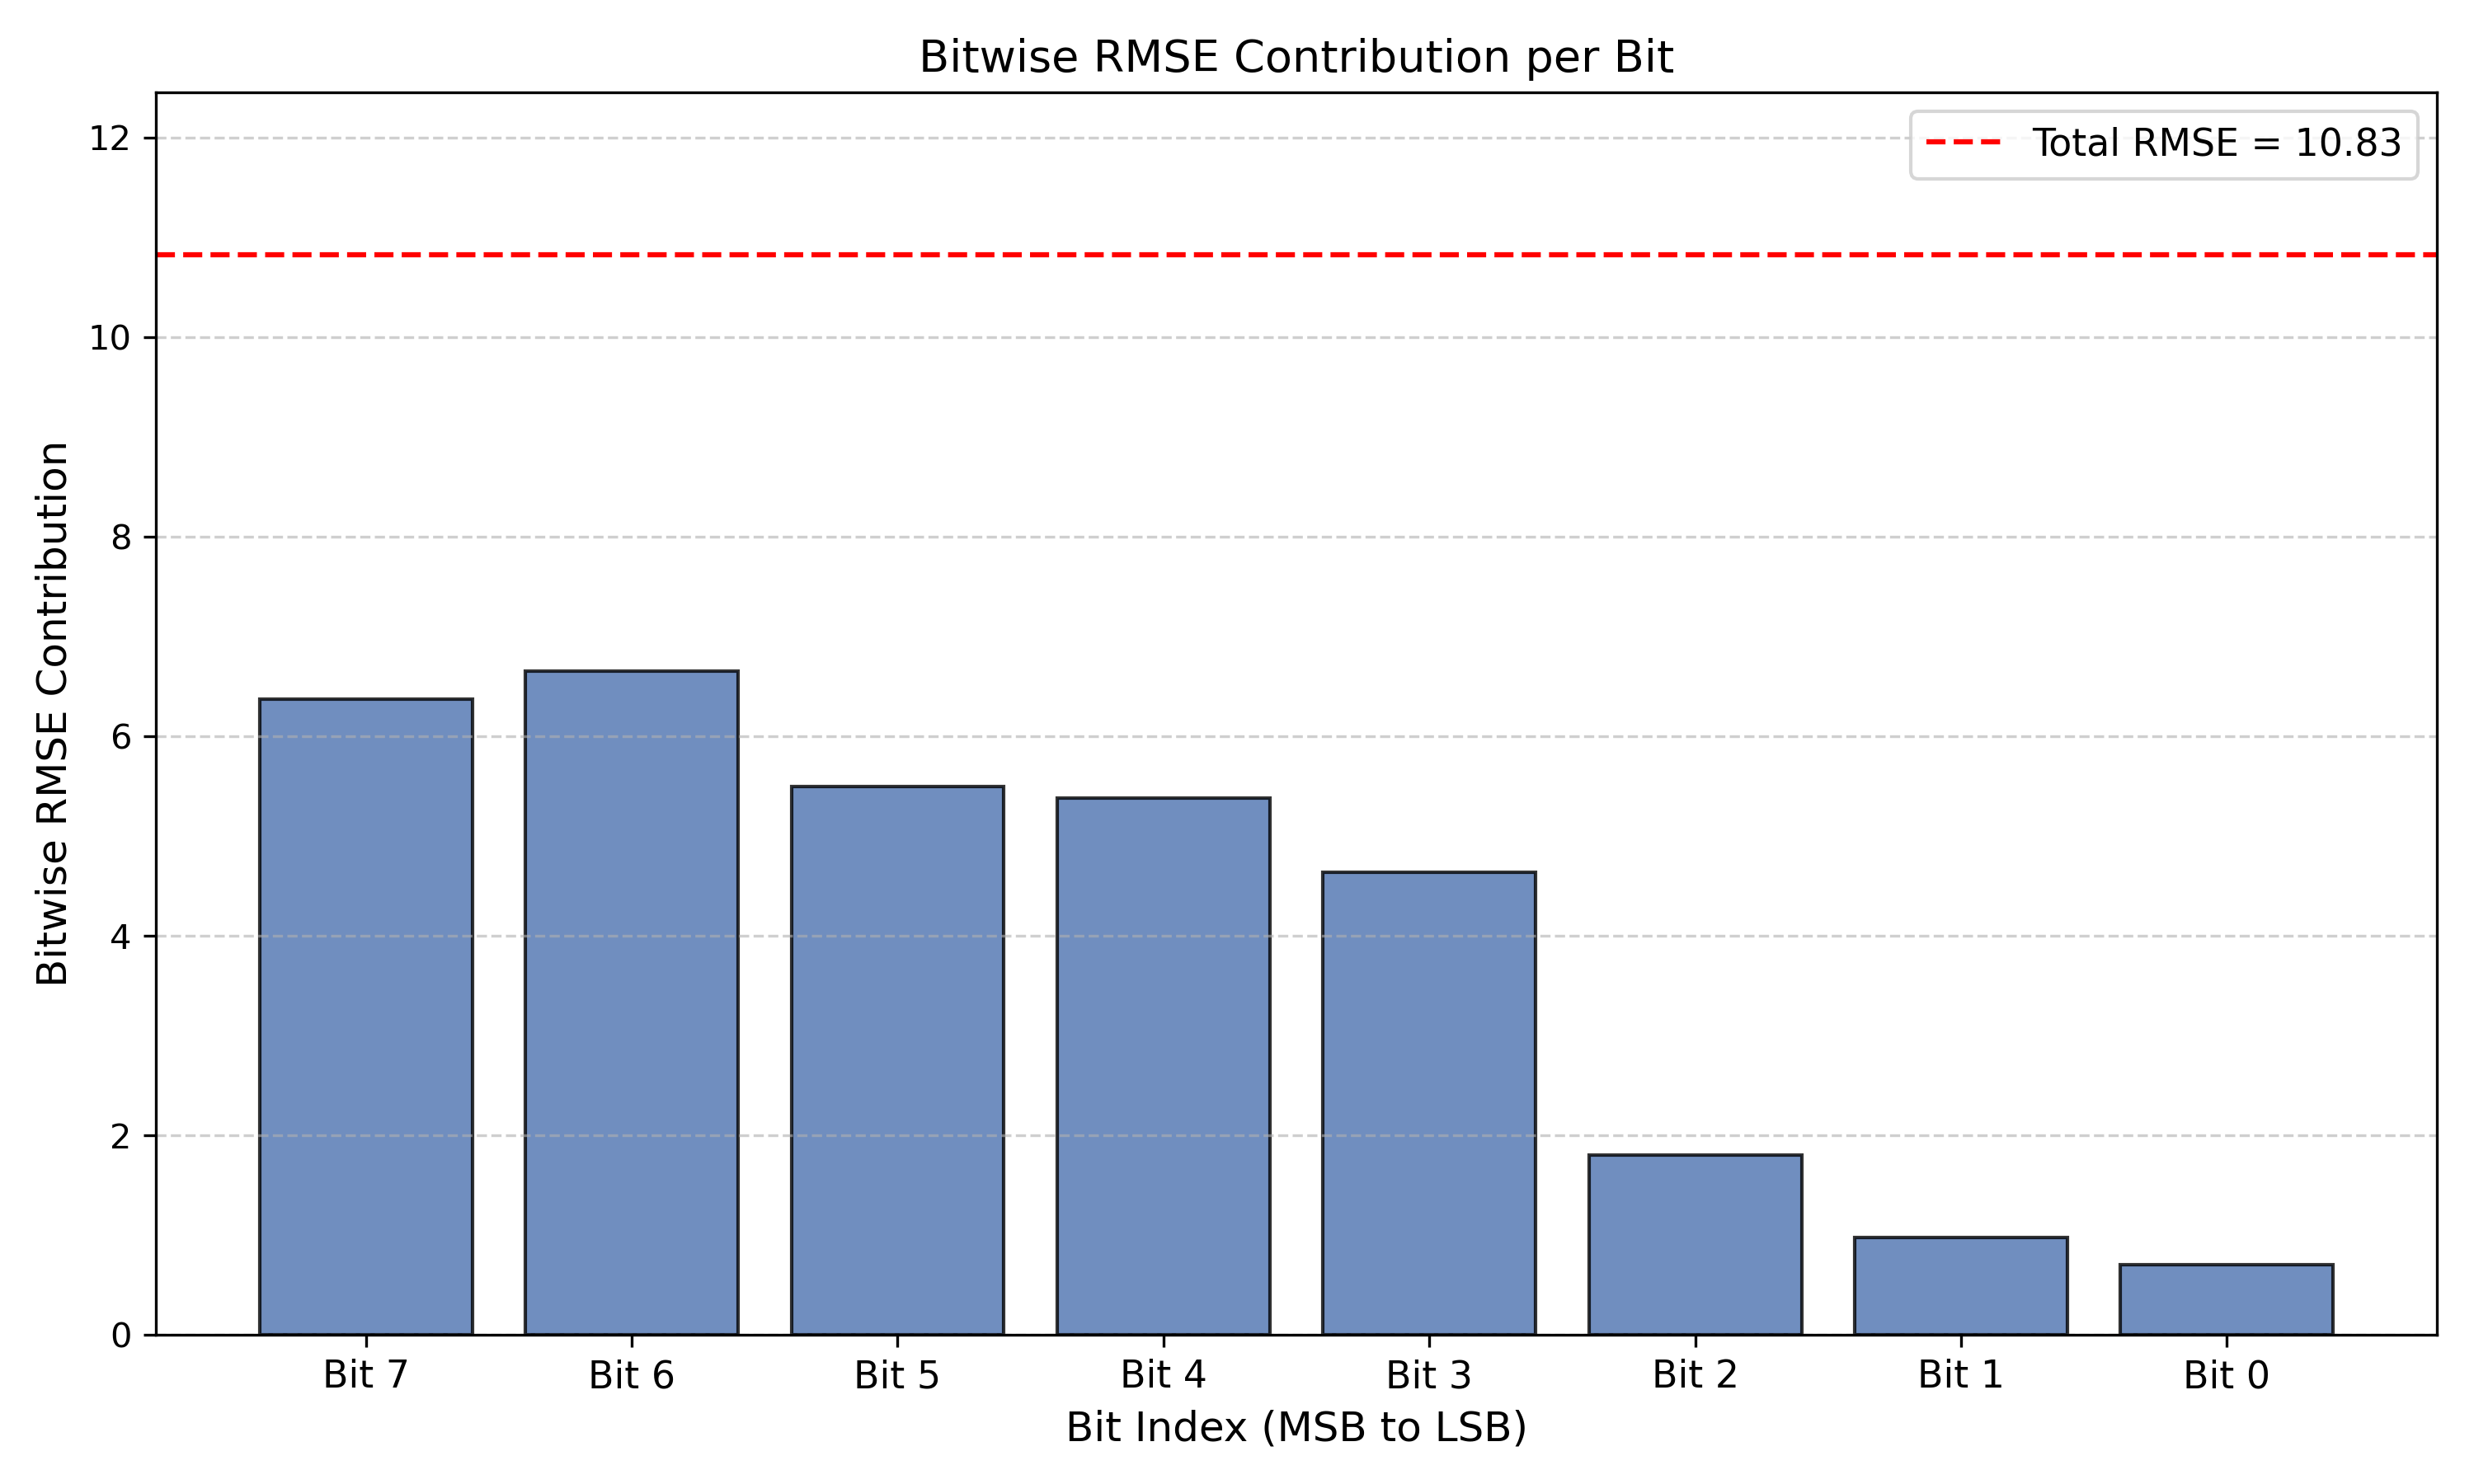 Bitwise RMSE Contribution per Bit
Total RMSE = 10.83
12
10
8
6
4
2
0
Bitwise RMSE Contribution
Bit 7 Bit 6 Bit 5 Bit 4 Bit 3 Bit 2 Bit 1 Bit 0
Bit Index (MSB to LSB)